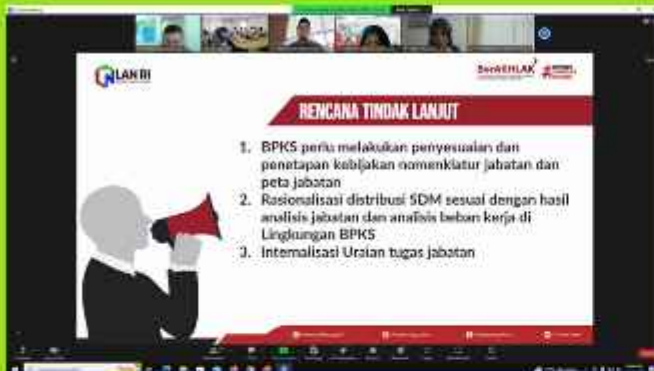 LAN RI
BerAKHLAK
RENCANA TINDAK LANJUT
1. BPKS perlu melakukan penyesuaian dan
penetapan kebijakan nomenklatur jabatan dan
peta jabatan
2. Rasionalisasi distribusi SDM sesuai dengan hasil
analisis jabatan dan analisis beban kerja di
Lingkungan BPKS
3. Internalisasi Uraian tugas jabatan